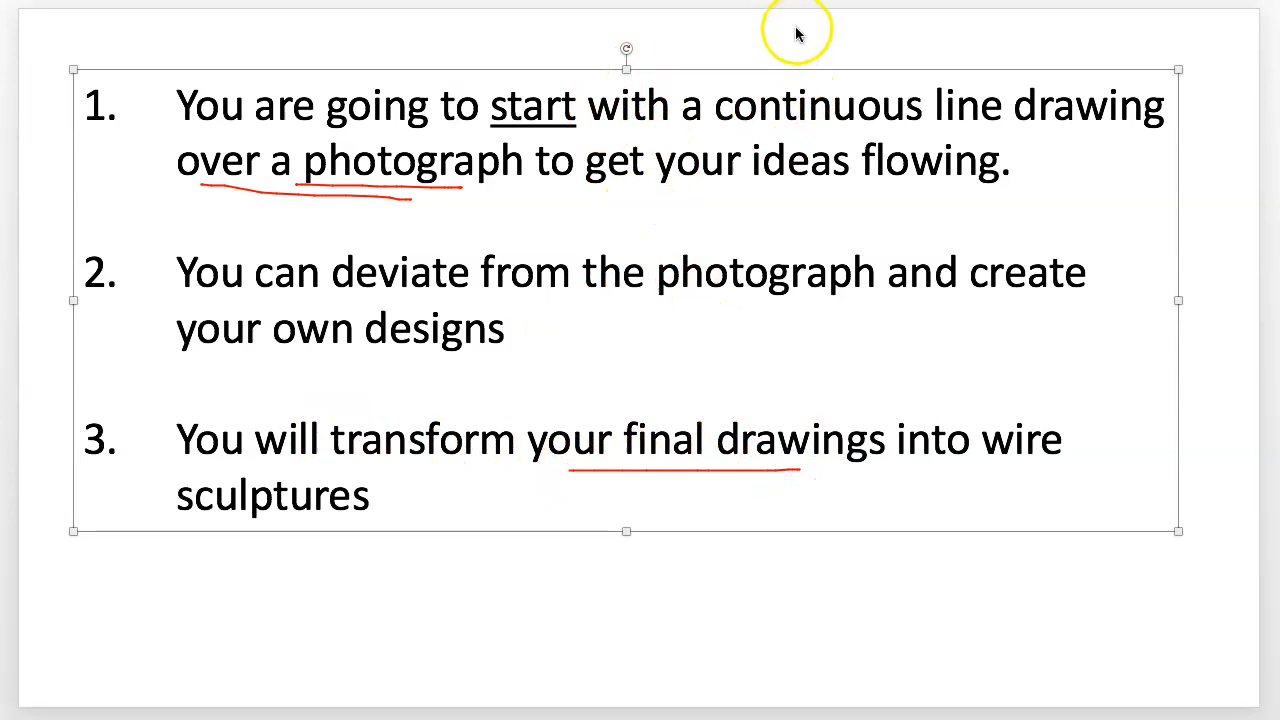 1. You are going to start with a continuous line drawing
over a photograph to get your ideas flowing.
2. You can deviate from the photograph and create
your own designs
3. You will transform your final drawings into wire
sculptures